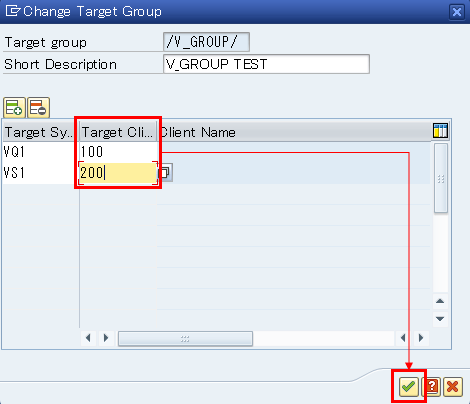 Change Target Group
Target group /V_GROUP/
Short Description V_GROUP TEST
Target Sy.. Target Cli... Client Name
VQ1 100
VS1 200